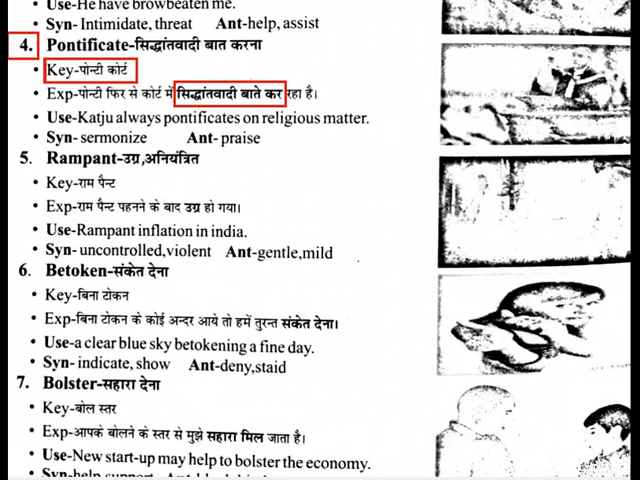 Use-He have browbeaten me.
Syn- Intimidate, threat Ant-help, assist
4. Pontificate-सिद्धांतवादी बात करना
• Key-पोन्टी कोर्ट
• Exp-पोन्टी फिर से कोर्ट में सिद्धांतवादी बाते कर रहा है।
• Use-Katju always pontificates on religious matter.
• Syn- sermonize Ant- praise
5. Rampant-उग्र,अनियंत्रित
• Key-राम पैन्ट
• Exp-राम पैन्ट पहनने के बाद उग्र हो गया।
• Use-Rampant inflation in india.
• Syn- uncontrolled,violent Ant-gentle,mild
6. Betoken-संकेत देना
• Key-बिना टोकन
• Exp-बिना टोकन के कोई अन्दर आये तो हमें तुरन्त संकेत देना।
• Use-a clear blue sky betokening a fine day.
• Syn- indicate, show Ant-deny,staid
7. Bolster-सहारा देना
• Key-बोल स्तर
• Exp-आपके बोलने के स्तर से मुझे सहारा मिल जाता है।
• Use-New start-up may help to bolster the economy.
• Syn-help support